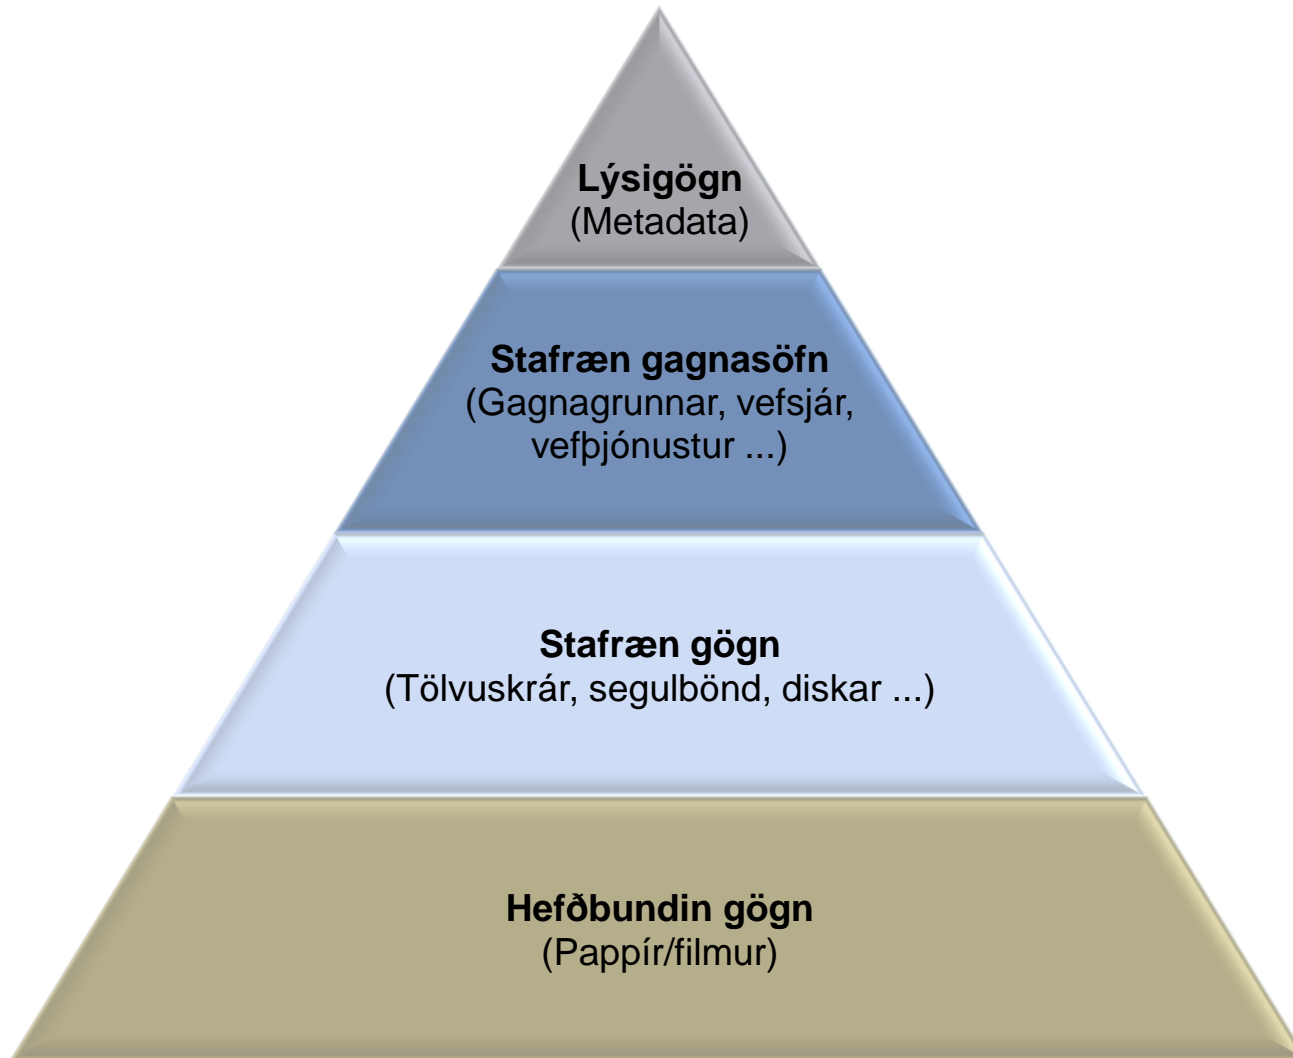 Lýsigögn
(Metadata)
Stafræn gagnasöfn
(Gagnagrunnar, vefsjár,
vefþjónustur ...)
Stafræn gögn
(Tölvuskrár, segulbönd, diskar ...)
Hefðbundin gögn
(Pappír/filmur)